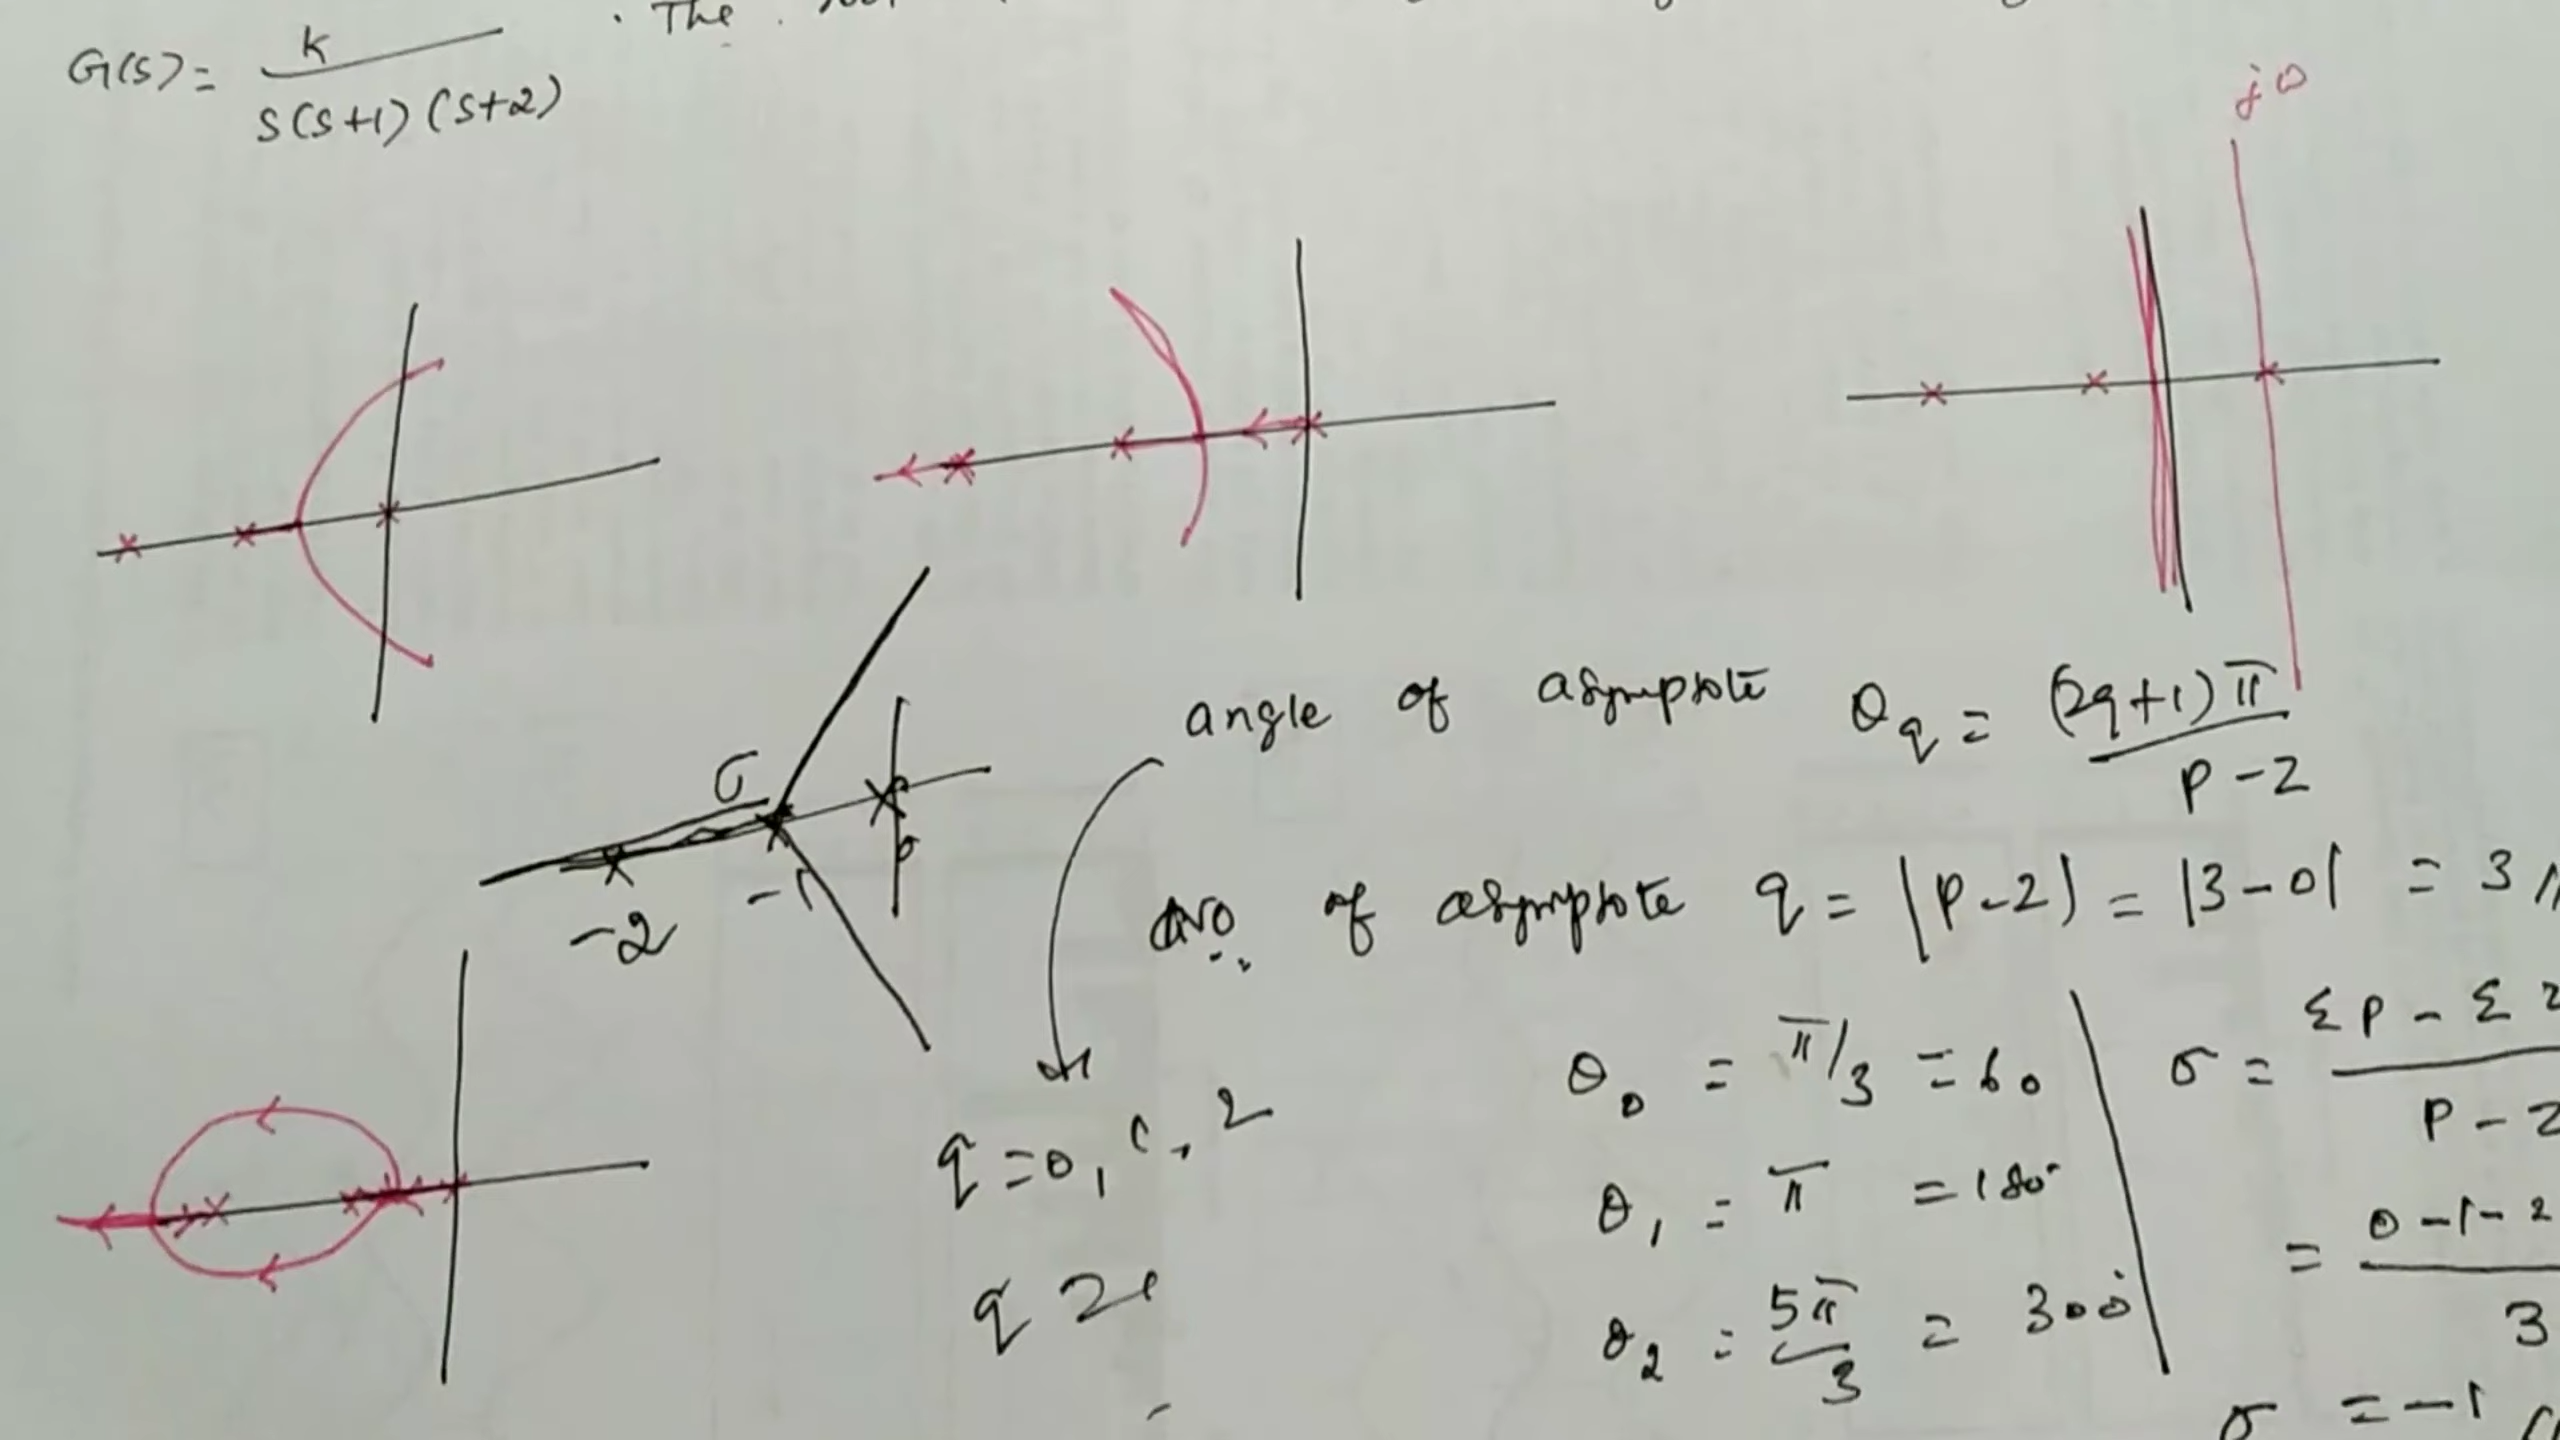 G(s) = K / s(s+1)(s+2) . The
jω
angle of asymptote θq = (2q+1)π / P-Z
σ
-2 -1
No. of asymptote q = |P-Z| = |3-0| = 3 //
q = 0, 1, 2
θ0 = π/3 = 60
θ1 = π = 180°
θ2 = 5π/3 = 300°
σ = ΣP - ΣZ / P-Z
= 0-1-2 / 3
σ = -1